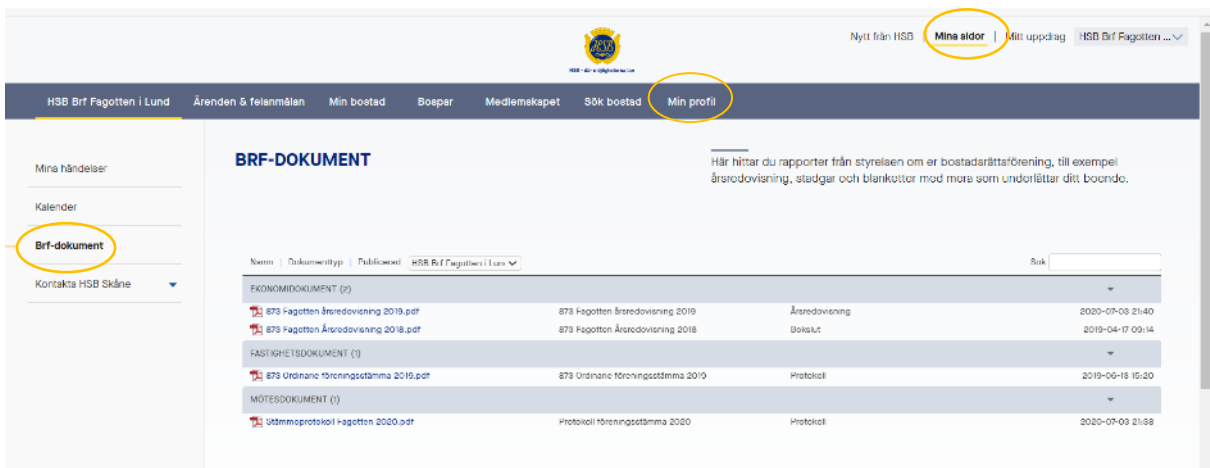 Nytt från HSB | Mina sidor | Mitt uppdrag HSB Brf Fagotten ...
HSB
HSB Brf Fagotten i Lund Ärenden & felanmälan Min bostad Bospar Medlemskapet Sök bostad Min profil
BRF-DOKUMENT
Här hittar du rapporter från styrelsen om er bostadsrättsförening, till exempel
årsredovisning, stadgar och blanketter med mera som underlättar ditt boende.
Mina händelser
Kalender
Brf-dokument
Kontakta HSB Skåne
Namn | Dokumenttyp | Publicerad HSB Brf Fagotten i Lun Sök
EKONOMIDOKUMENT (2)
873 Fagotten årsredovisning 2019.pdf 873 Fagotten årsredovisning 2019 Årsredovisning 2020-07-03 21:40
873 Fagotten Årsredovisning 2018.pdf 873 Fagotten Årsredovisning 2018 Bokslut 2019-04-17 09:14
FASTIGHETSDOKUMENT (1)
873 Ordinarie föreningsstämma 2019.pdf 873 Ordinarie föreningsstämma 2019 Protokoll 2019-06-18 15:20
MÖTESDOKUMENT (1)
Stämmoprotokoll Fagotten 2020.pdf Protokoll föreningsstämma 2020 Protokoll 2020-07-03 21:38